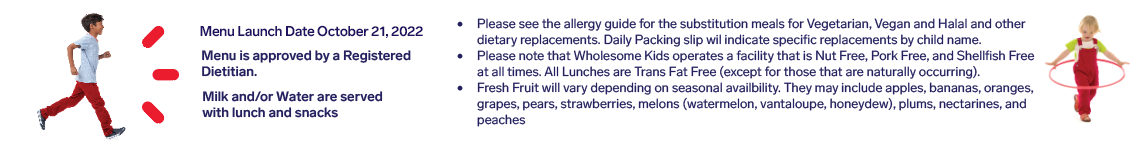 Menu Launch Date October 21, 2022
Menu is approved by a Registered
Dietitian.
Milk and/or Water are served
with lunch and snacks
• Please see the allergy guide for the substitution meals for Vegetarian, Vegan and Halal and other
dietary replacements. Daily Packing slip wil indicate specific replacements by child name.
• Please note that Wholesome Kids operates a facility that is Nut Free, Pork Free, and Shellfish Free
at all times. All Lunches are Trans Fat Free (except for those that are naturally occurring).
• Fresh Fruit will vary depending on seasonal availbility. They may include apples, bananas, oranges,
grapes, pears, strawberries, melons (watermelon, vantaloupe, honeydew), plums, nectarines, and
peaches